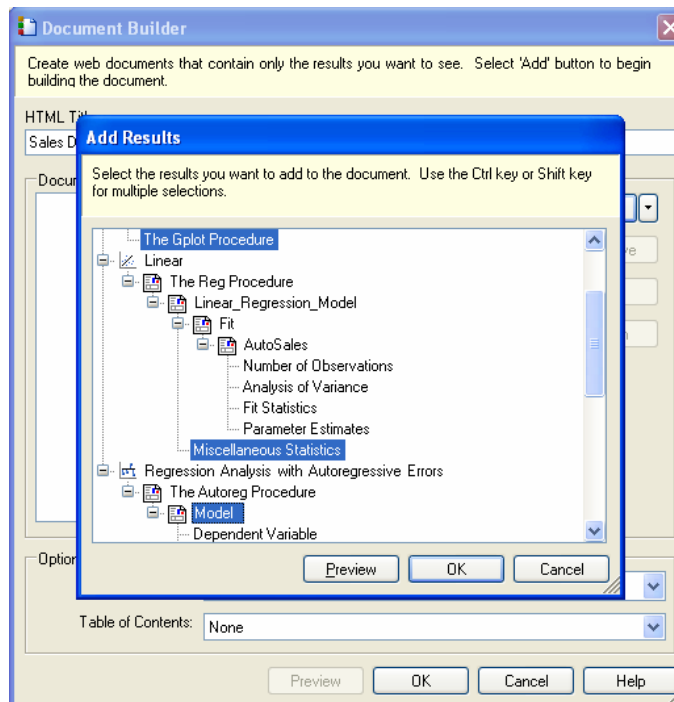 Document Builder
Create web documents that contain only the results you want to see. Select 'Add' button to begin
building the document.
HTML
Sales
Add Results
Select the results you want to add to the document. Use the Ctrl key or Shift key
for multiple selections.
The Gplot Procedure
Linear
The Reg Procedure
Linear_Regression_Model
Fit
AutoSales
Number of Observations
Analysis of Variance
Fit Statistics
Parameter Estimates
Miscellaneous Statistics
Regression Analysis with Autoregressive Errors
The Autoreg Procedure
Model
Dependent Variable
Preview OK Cancel
Table of Contents: None
Preview OK Cancel Help